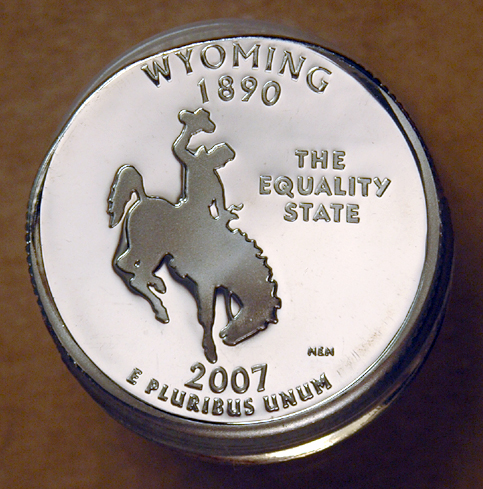 WYOMING
1890
THE
EQUALITY
STATE
NEN
2007
E PLURIBUS UNUM